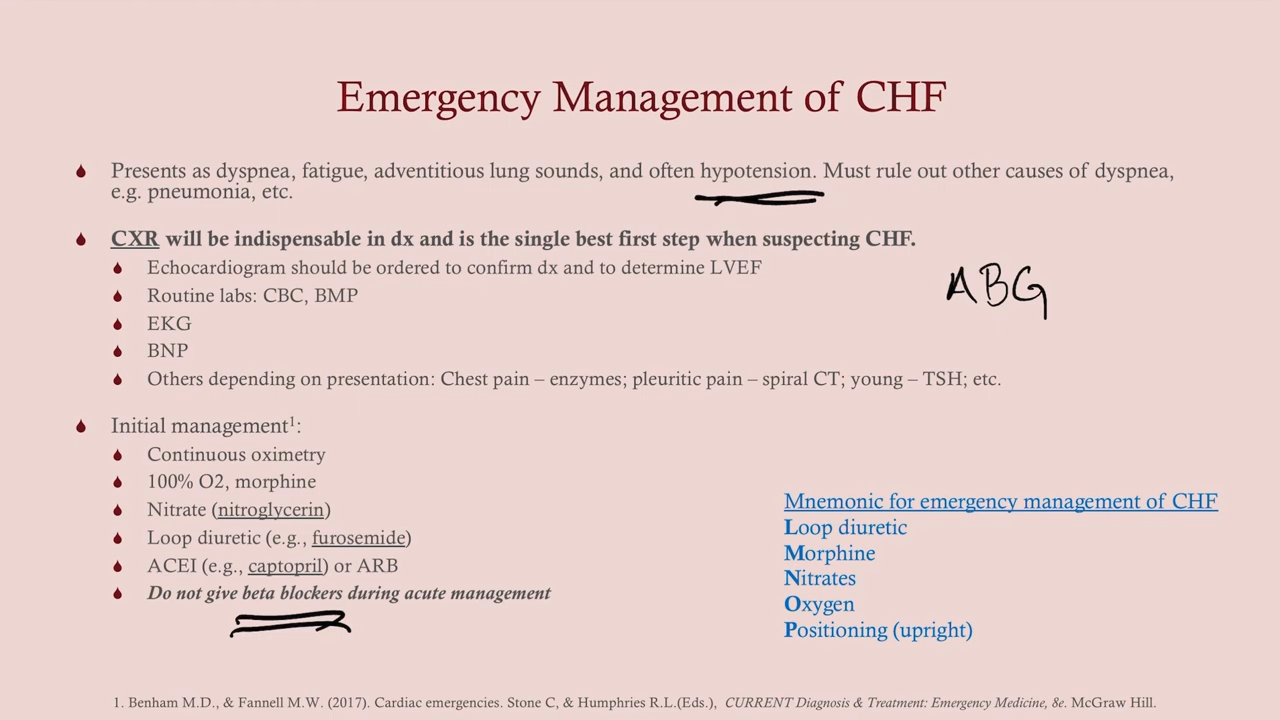 Emergency Management of CHF
Presents as dyspnea, fatigue, adventitious lung sounds, and often hypotension. Must rule out other causes of dyspnea,
e.g. pneumonia, etc.
CXR will be indispensable in dx and is the single best first step when suspecting CHF.
Echocardiogram should be ordered to confirm dx and to determine LVEF
ABG
Routine labs: CBC, BMP
EKG
BNP
Others depending on presentation: Chest pain – enzymes; pleuritic pain – spiral CT; young – TSH; etc.
Initial management1:
Continuous oximetry
100% O2, morphine
Nitrate (nitroglycerin)
Loop diuretic (e.g., furosemide)
ACEI (e.g., captopril) or ARB
Do not give beta blockers during acute management
Mnemonic for emergency management of CHF
Loop diuretic
Morphine
Nitrates
Oxygen
Positioning (upright)
1. Benham M.D., & Fannell M.W. (2017). Cardiac emergencies. Stone C, & Humphries R.L.(Eds.), CURRENT Diagnosis & Treatment: Emergency Medicine, 8e. McGraw Hill.